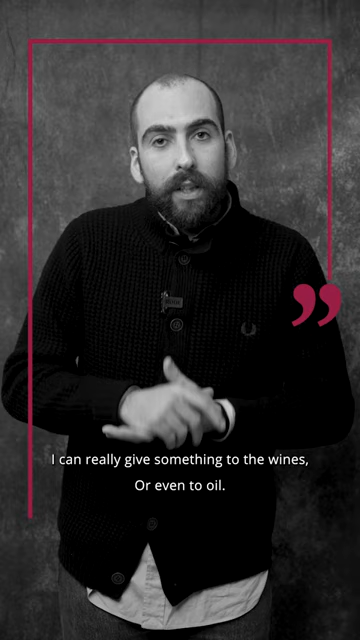 I can really give something to the wines,
Or even to oil.